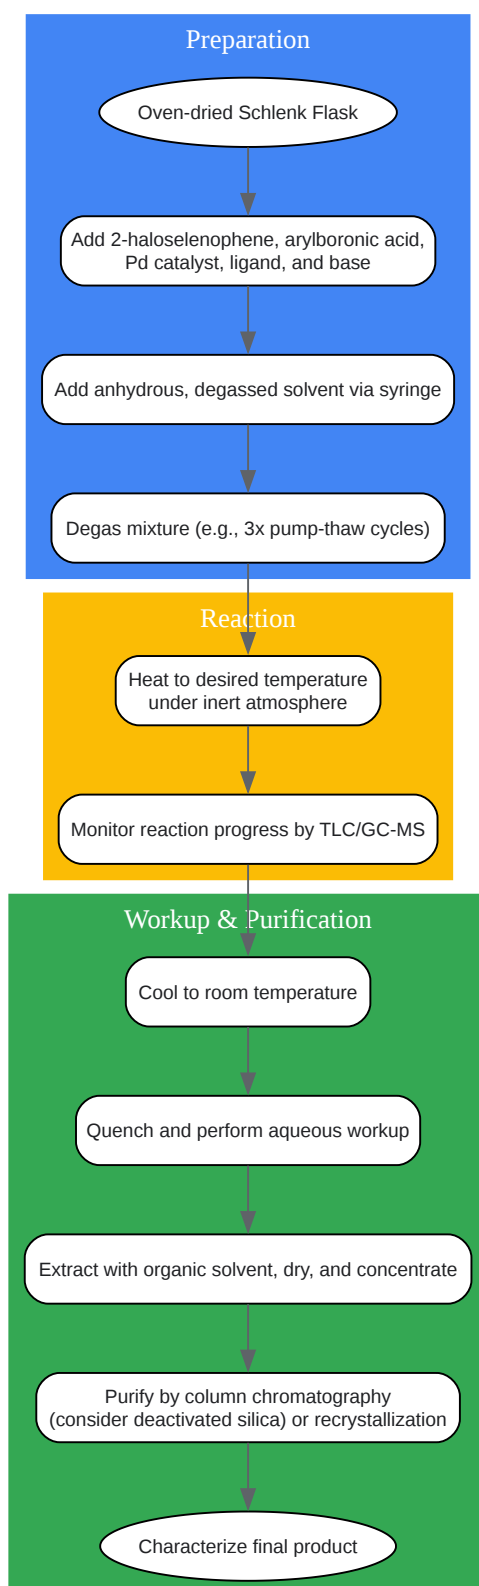 Preparation
Oven-dried Schlenk Flask
Add 2-haloselenophene, arylboronic acid,
Pd catalyst, ligand, and base
Add anhydrous, degassed solvent via syringe
Degas mixture (e.g., 3x pump-thaw cycles)
Reaction
Heat to desired temperature
under inert atmosphere
Monitor reaction progress by TLC/GC-MS
Workup & Purification
Cool to room temperature
Quench and perform aqueous workup
Extract with organic solvent, dry, and concentrate
Purify by column chromatography
(consider deactivated silica) or recrystallization
Characterize final product